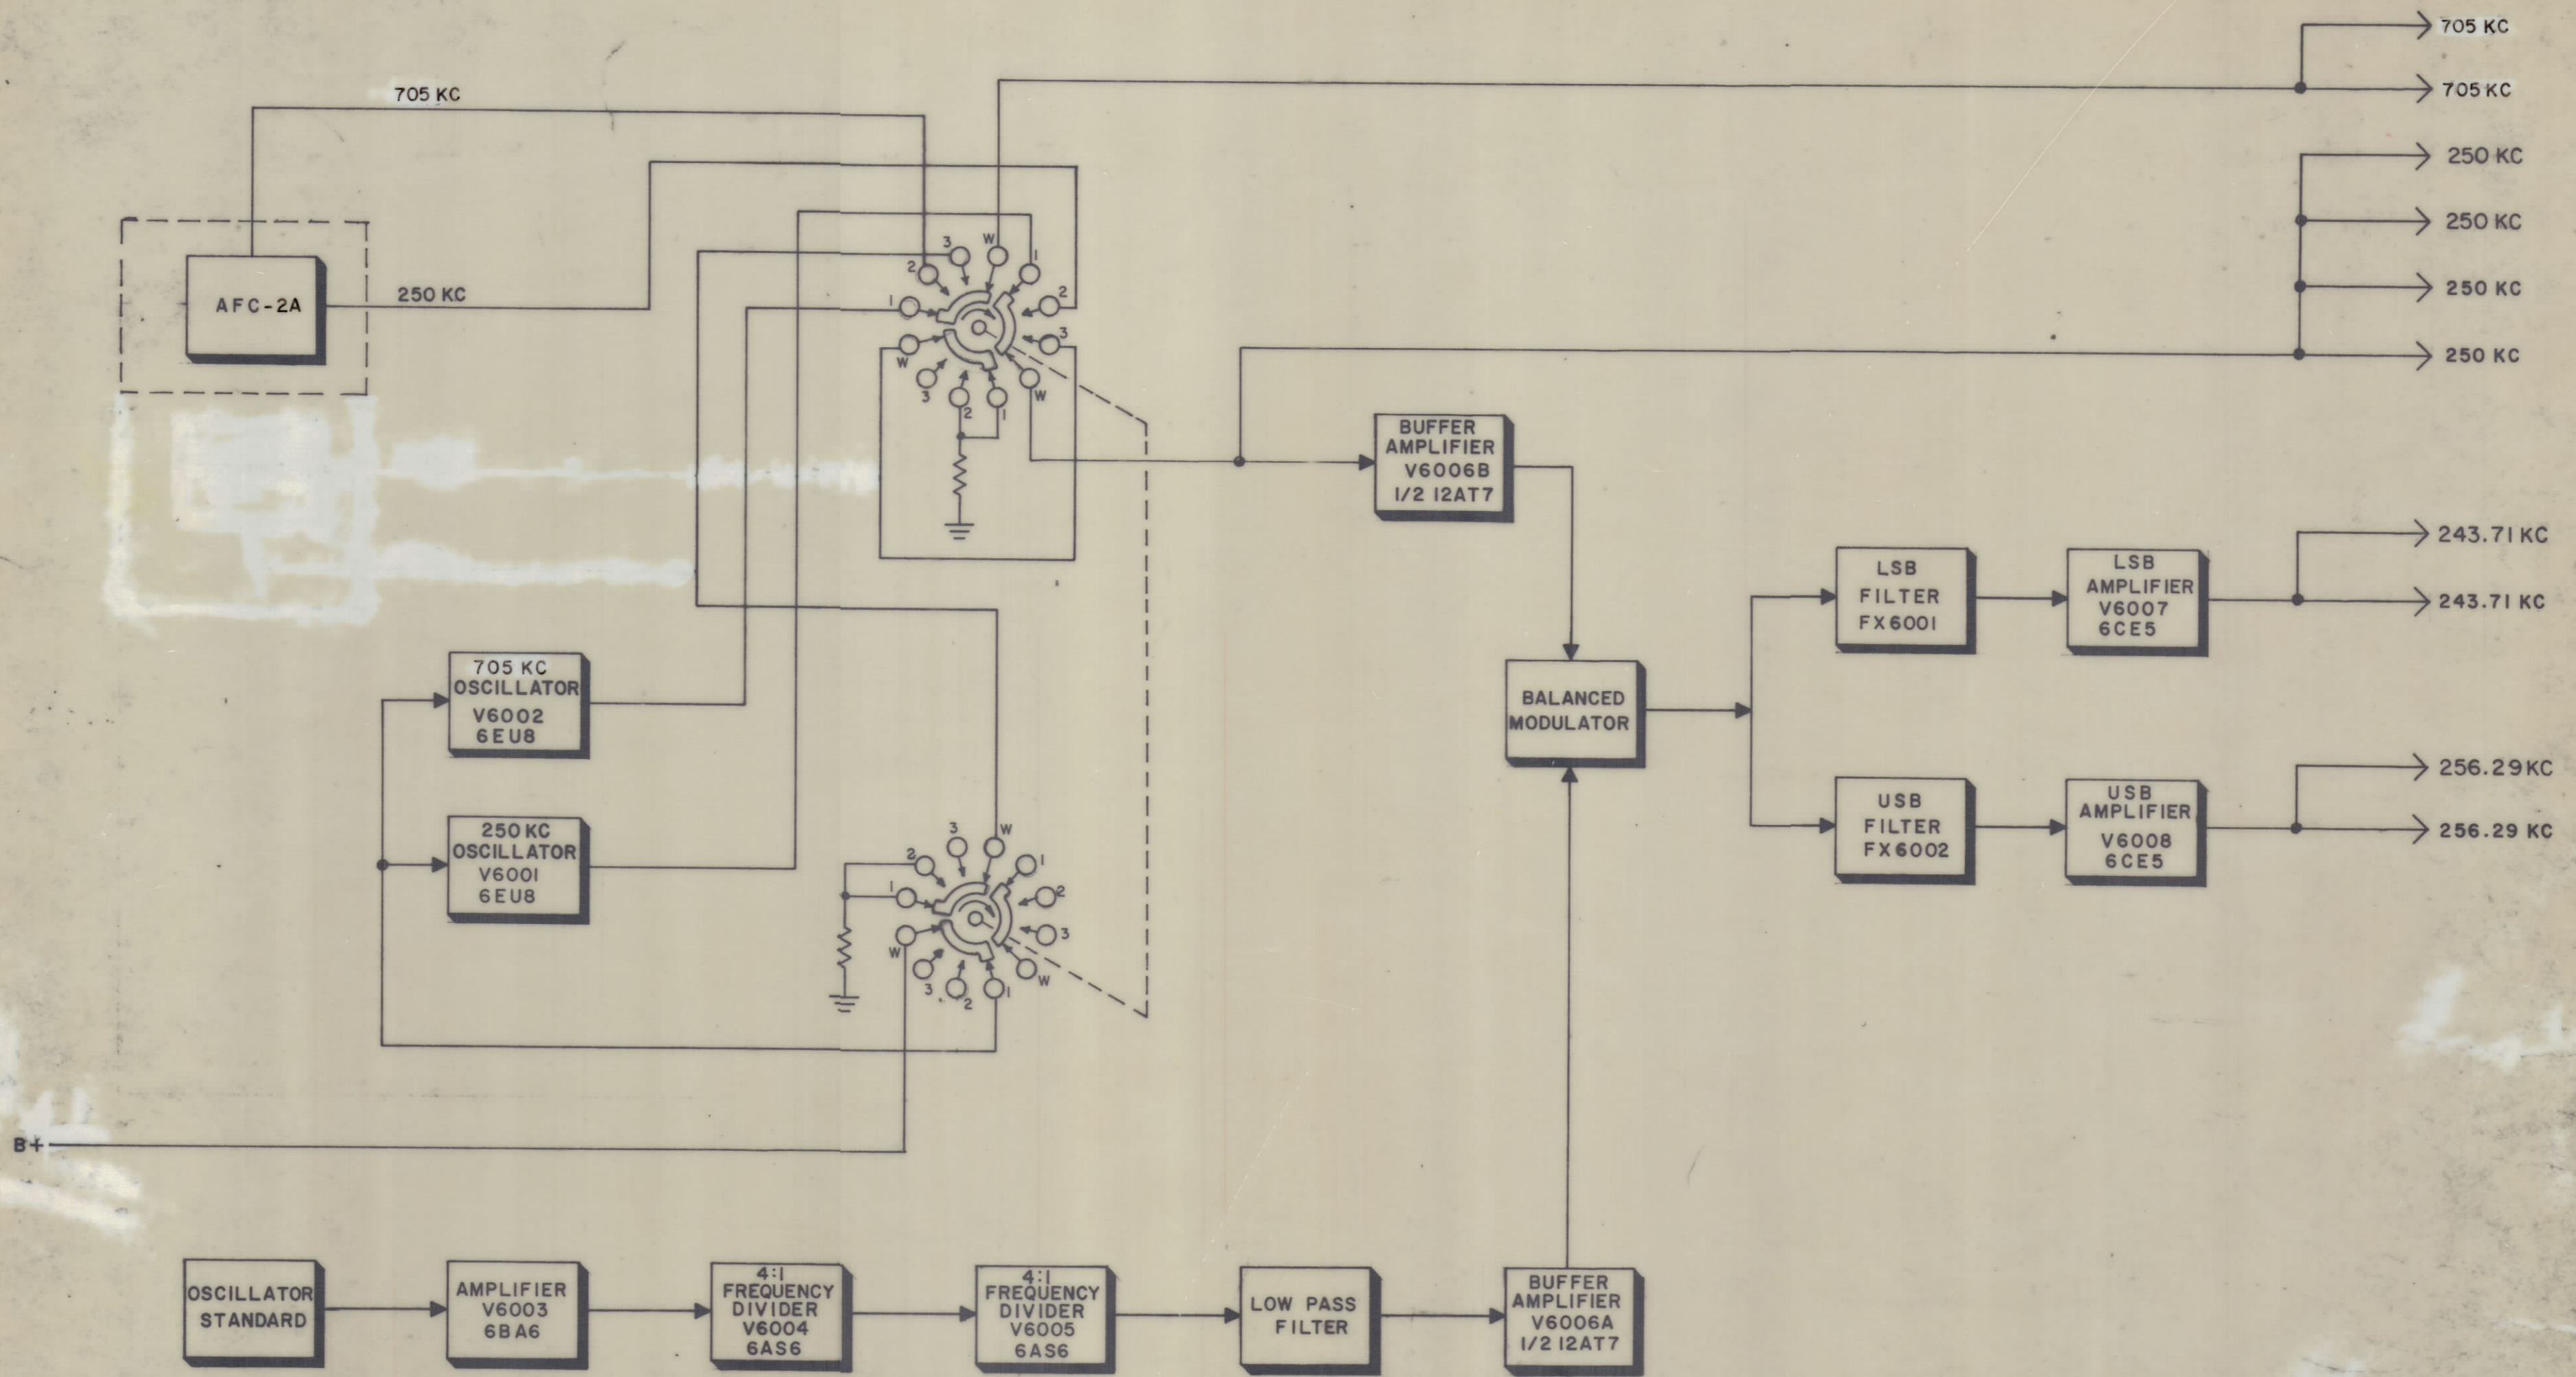 705 KC
705 KC
705 KC
250 KC
250 KC
250 KC
250 KC
AFC-2A
250 KC
3
W
1
2
2
1
3
W
3
2
1
W
BUFFER
AMPLIFIER
V6006B
1/2 12AT7
243.71 KC
243.71 KC
LSB
FILTER
FX6001
LSB
AMPLIFIER
V6007
6CE5
705 KC
OSCILLATOR
V6002
6EU8
BALANCED
MODULATOR
256.29 KC
256.29 KC
USB
FILTER
FX6002
USB
AMPLIFIER
V6008
6CE5
250 KC
OSCILLATOR
V6001
6EU8
3
W
1
2
2
1
3
W
3
2
1
W
B+
OSCILLATOR
STANDARD
AMPLIFIER
V6003
6BA6
4:1
FREQUENCY
DIVIDER
V6004
6AS6
4:1
FREQUENCY
DIVIDER
V6005
6AS6
LOW PASS
FILTER
BUFFER
AMPLIFIER
V6006A
1/2 12AT7